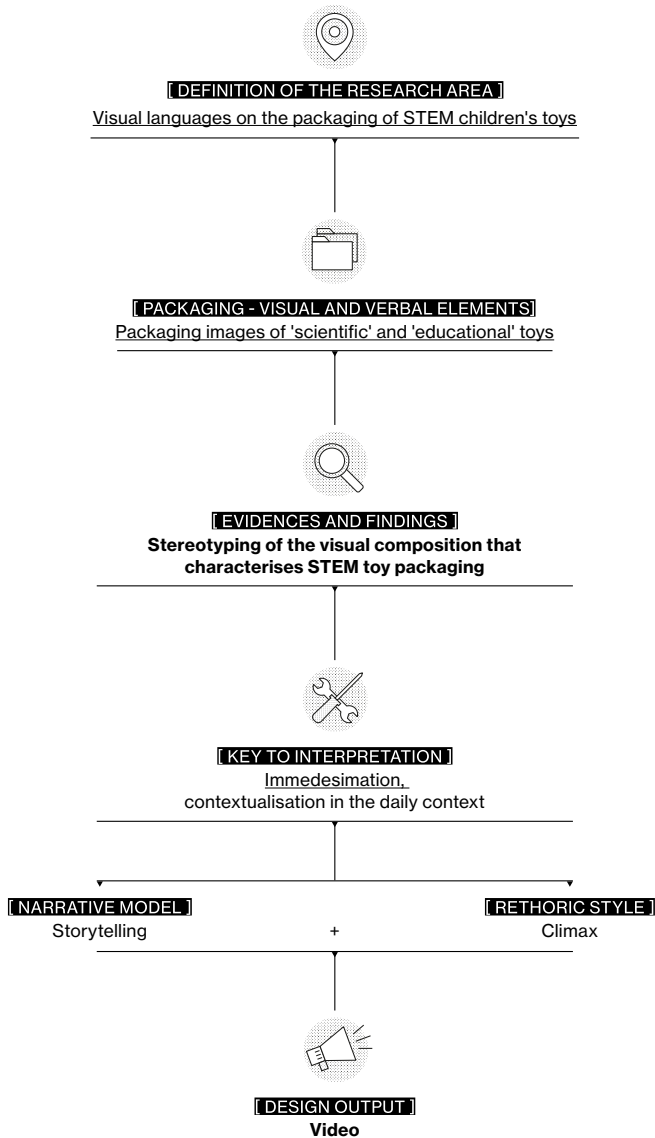 [ DEFINITION OF THE RESEARCH AREA ]
Visual languages on the packaging of STEM children's toys
[ PACKAGING - VISUAL AND VERBAL ELEMENTS]
Packaging images of 'scientific' and 'educational' toys
[ EVIDENCES AND FINDINGS ]
Stereotyping of the visual composition that
characterises STEM toy packaging
[ KEY TO INTERPRETATION ]
Immedesimation,
contextualisation in the daily context
[ NARRATIVE MODEL ]
Storytelling
+
[ RETHORIC STYLE ]
Climax
[ DESIGN OUTPUT ]
Video